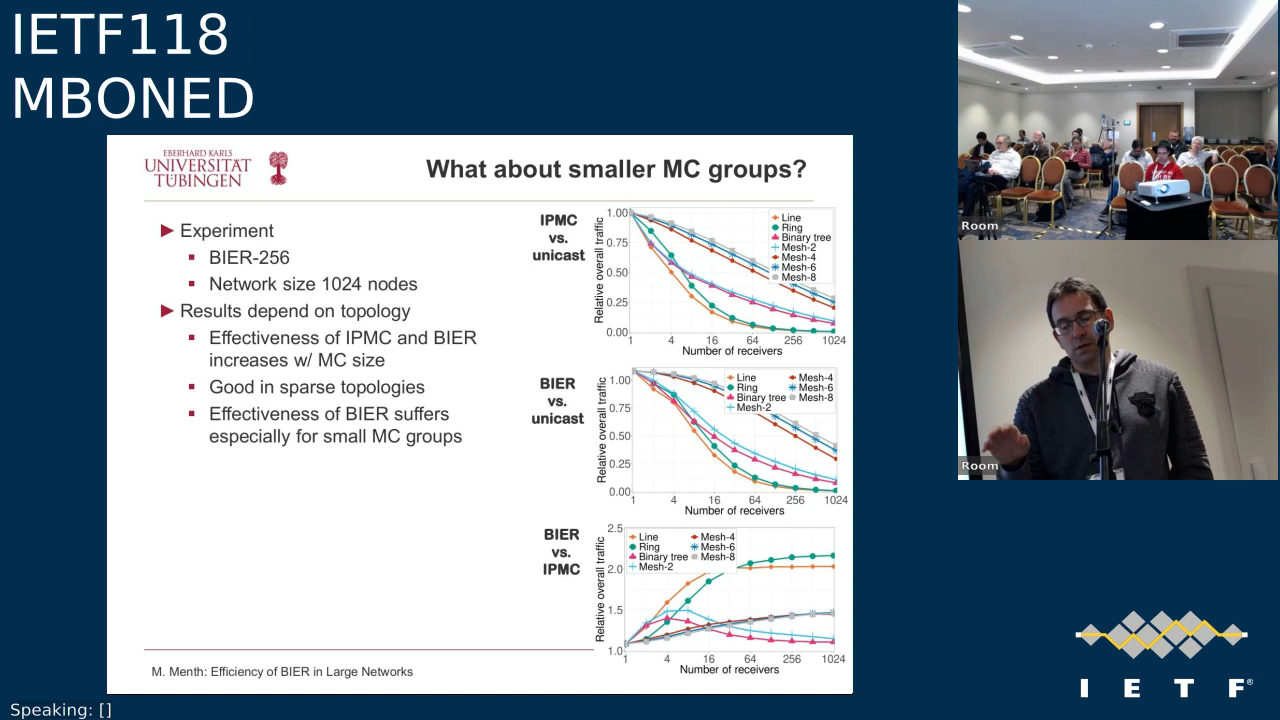 IETF118
MBONED
EBERHARD KARLS
UNIVERSITÄT
TÜBINGEN
What about smaller MC groups?
Experiment
BIER-256
Network size 1024 nodes
Results depend on topology
Effectiveness of IPMC and BIER
increases w/ MC size
Good in sparse topologies
Effectiveness of BIER suffers
especially for small MC groups
IPMC
vs.
unicast
Relative overall traffic
1.00
0.75
0.50
0.25
0.00
Line
Ring
Binary tree
Mesh-2
Mesh-4
Mesh-6
Mesh-8
1 4 16 64 256 1024
Number of receivers
BIER
vs.
unicast
Relative overall traffic
1.00
0.75
0.50
0.25
0.00
Line Mesh-4
Ring Mesh-6
Binary tree Mesh-8
Mesh-2
1 4 16 64 256 1024
Number of receivers
BIER
vs.
IPMC
Relative overall traffic
2.5
2.0
1.5
1.0
Line Mesh-4
Ring Mesh-6
Binary tree Mesh-8
Mesh-2
1 4 16 64 256 1024
Number of receivers
M. Menth: Efficiency of BIER in Large Networks
Room
Room
I E T F®
Speaking: []